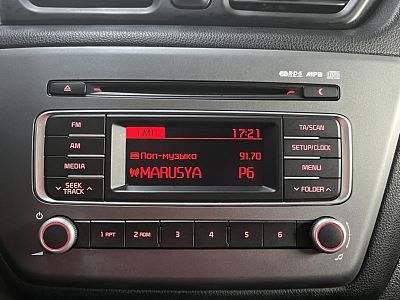 RDS MP3
FM
AM
MEDIA
SEEK
TRACK
FM1 17:21
Поп-музыка 91.70
MARUSYA P6
TA/SCAN
SETUP/CLOCK
MENU
FOLDER
1 RPT 2 RDM 3 4 5 6